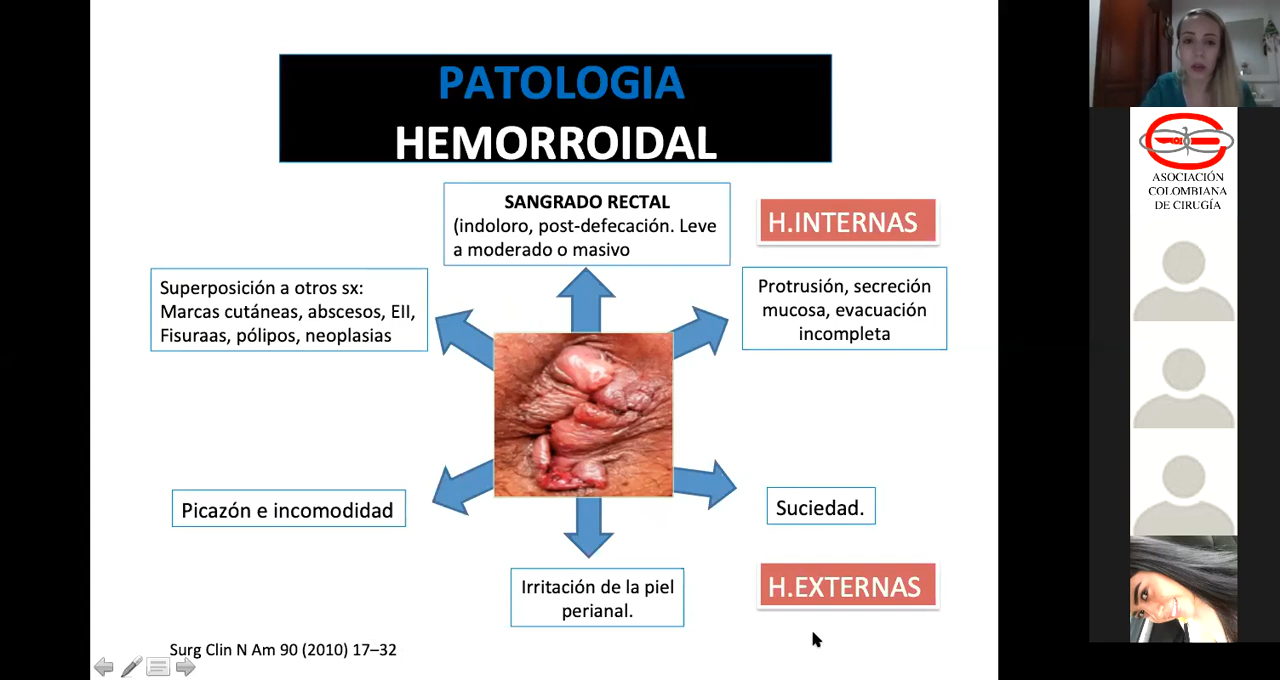 PATOLOGIA
HEMORROIDAL
SANGRADO RECTAL
(indoloro, post-defecación. Leve
a moderado o masivo
H.INTERNAS
Superposición a otros sx:
Marcas cutáneas, abscesos, EII,
Fisuraas, pólipos, neoplasias
Protrusión, secreción
mucosa, evacuación
incompleta
Picazón e incomodidad
Suciedad.
Irritación de la piel
perianal.
H.EXTERNAS
Surg Clin N Am 90 (2010) 17–32
ASOCIACIÓN
COLOMBIANA
DE CIRUGÍA